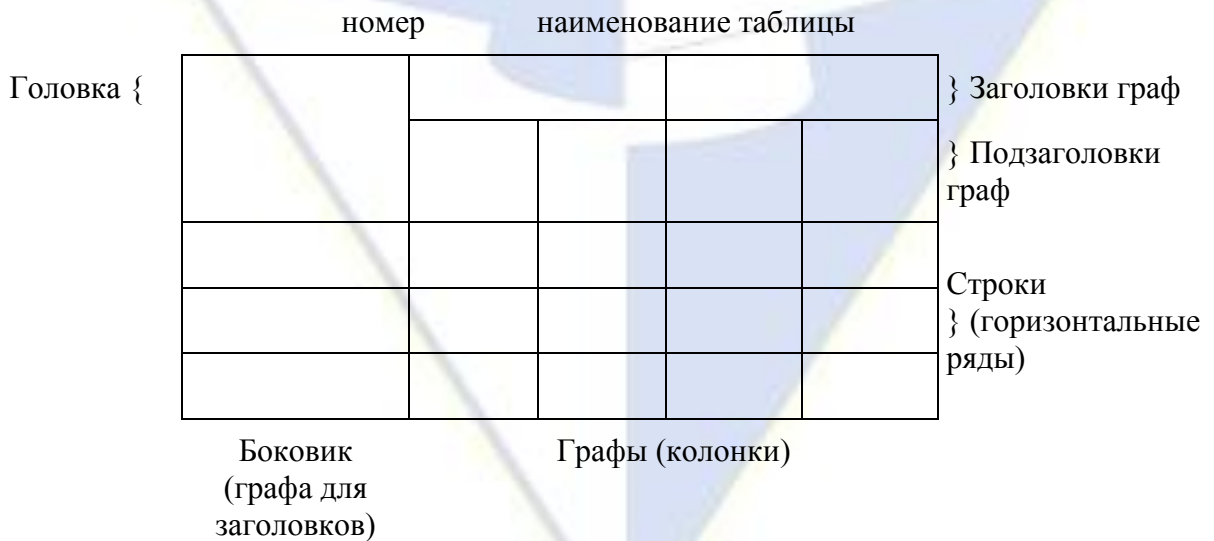 номер наименование таблицы
Головка {
} Заголовки граф
} Подзаголовки
граф
Строки
} (горизонтальные
ряды)
Боковик
(графа для
заголовков)
Графы (колонки)